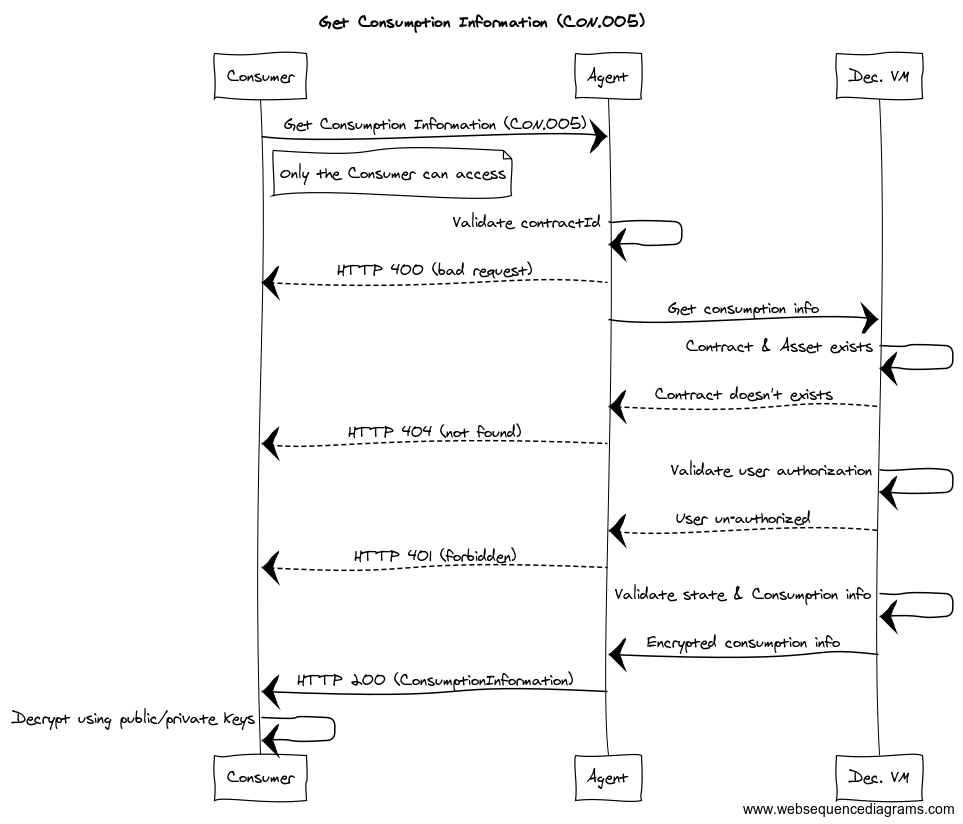 Get Consumption Information (CON.005)
Consumer
Agent
Dec. VM
Get Consumption Information (CON.005)
Only the Consumer can access
Validate contractId
HTTP 400 (bad request)
Get consumption info
Contract & Asset exists
Contract doesn't exists
HTTP 404 (not found)
Validate user authorization
User un-authorized
HTTP 401 (forbidden)
Validate state & Consumption info
Encrypted consumption info
HTTP 200 (ConsumptionInformation)
Decrypt using public/private Keys
Consumer
Agent
Dec. VM
www.websequencediagrams.com